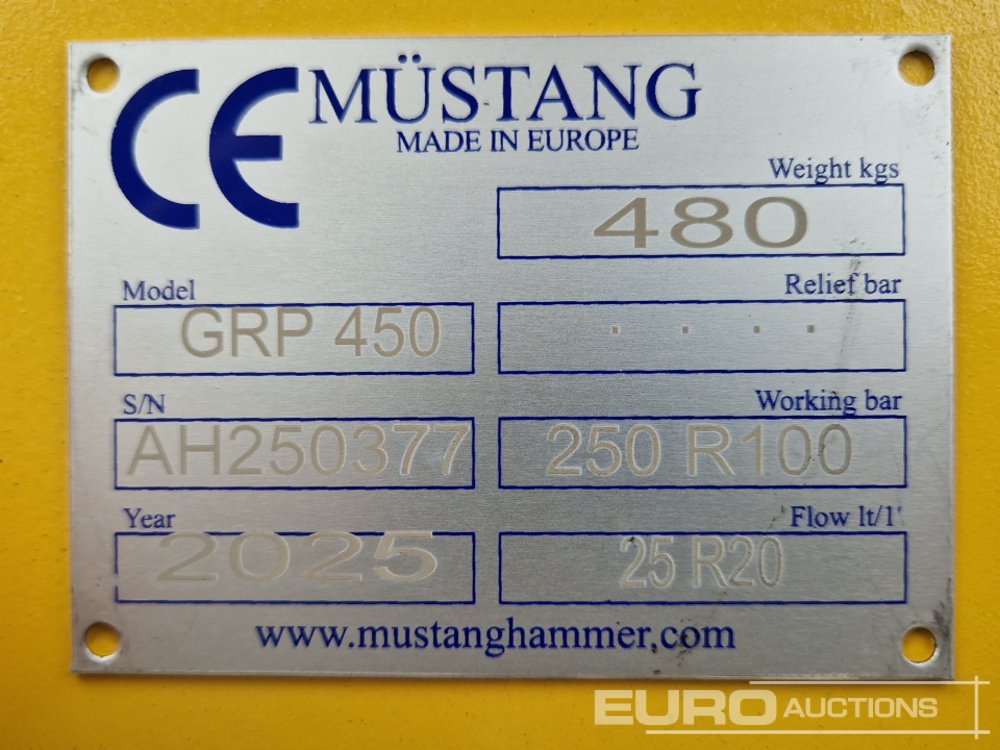 CE MÜSTANG
MADE IN EUROPE
Weight kgs
480
Model
GRP 450
Relief bar
. . . .
S/N
AH250377
Working bar
250 R100
Year
2025
Flow lt/1'
25 R20
www.mustanghammer.com
EURO AUCTIONS